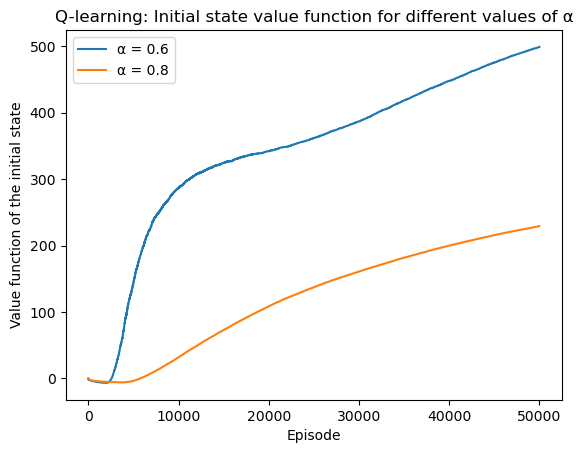 Q-learning: Initial state value function for different values of α
α = 0.6
α = 0.8
Value function of the initial state
500
400
300
200
100
0
0 10000 20000 30000 40000 50000
Episode